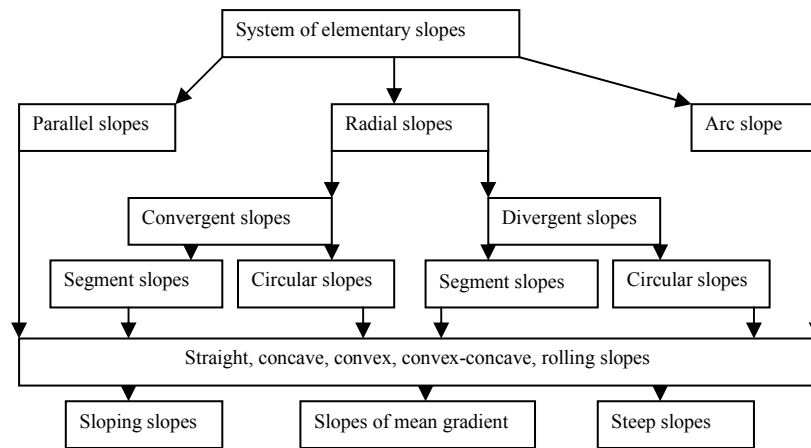 System of elementary slopes
Parallel slopes
Radial slopes
Arc slope
Convergent slopes
Divergent slopes
Segment slopes
Circular slopes
Segment slopes
Circular slopes
Straight, concave, convex, convex-concave, rolling slopes
Sloping slopes
Slopes of mean gradient
Steep slopes